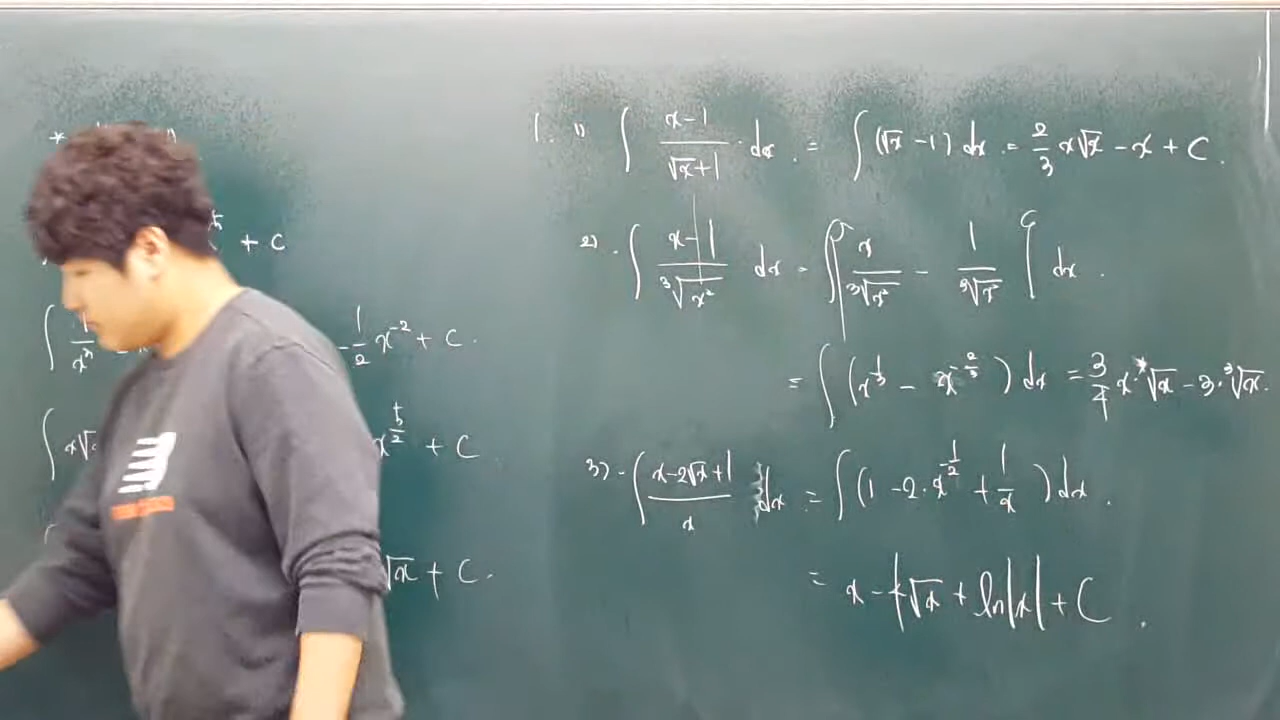 *
+ C
∫ 1/x³
-1/2 x⁻² + C.
∫ x√x
x^(5/2) + C
√x + C.
1. 1) ∫ (x-1)/(√x+1) · dx = ∫ (√x - 1) dx = 2/3 x√x - x + C.
2) ∫ (x-1)/∛x² dx = ∫ { x/∛x² - 1/∛x² } dx.
= ∫ (x^(1/3) - x^(-2/3)) dx = 3/4 x·∛x - 3·∛x.
3) ∫ (x-2√x+1)/x dx = ∫ (1 - 2·x^(-1/2) + 1/x) dx.
= x - 4√x + ln|x| + C.